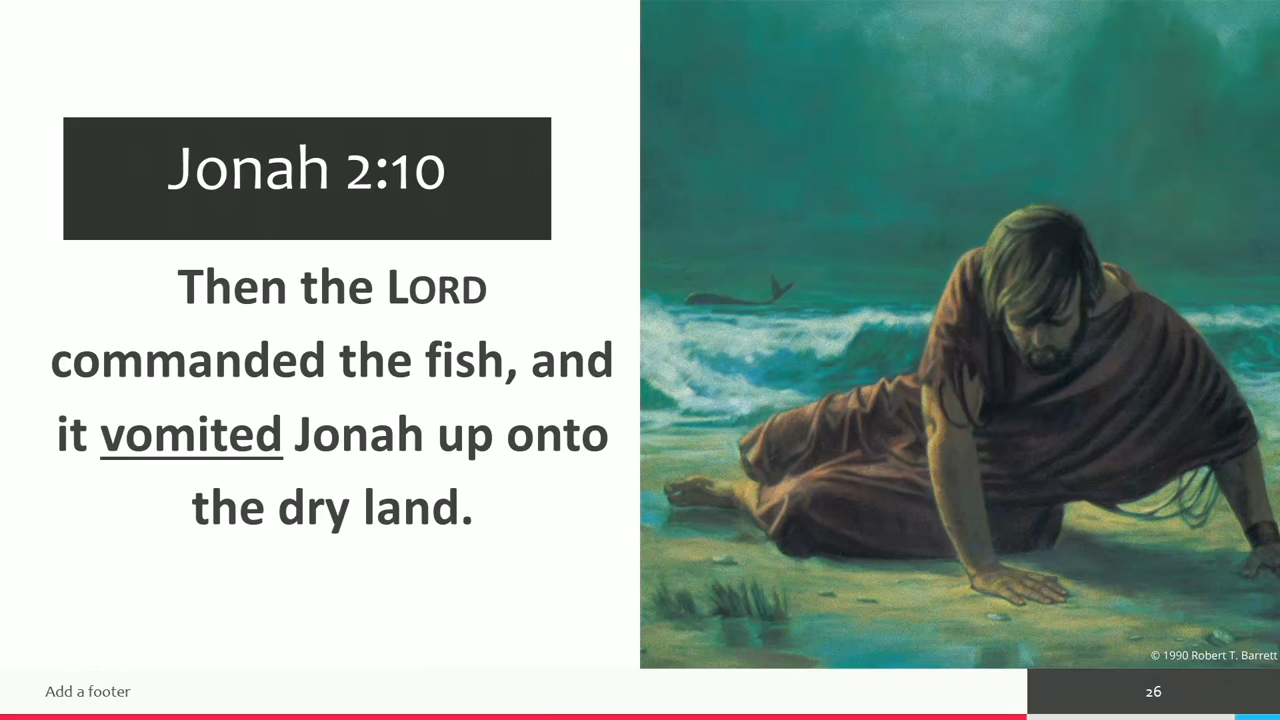 Jonah 2:10
Then the LORD
commanded the fish, and
it vomited Jonah up onto
the dry land.
© 1990 Robert T. Barrett
Add a footer
26